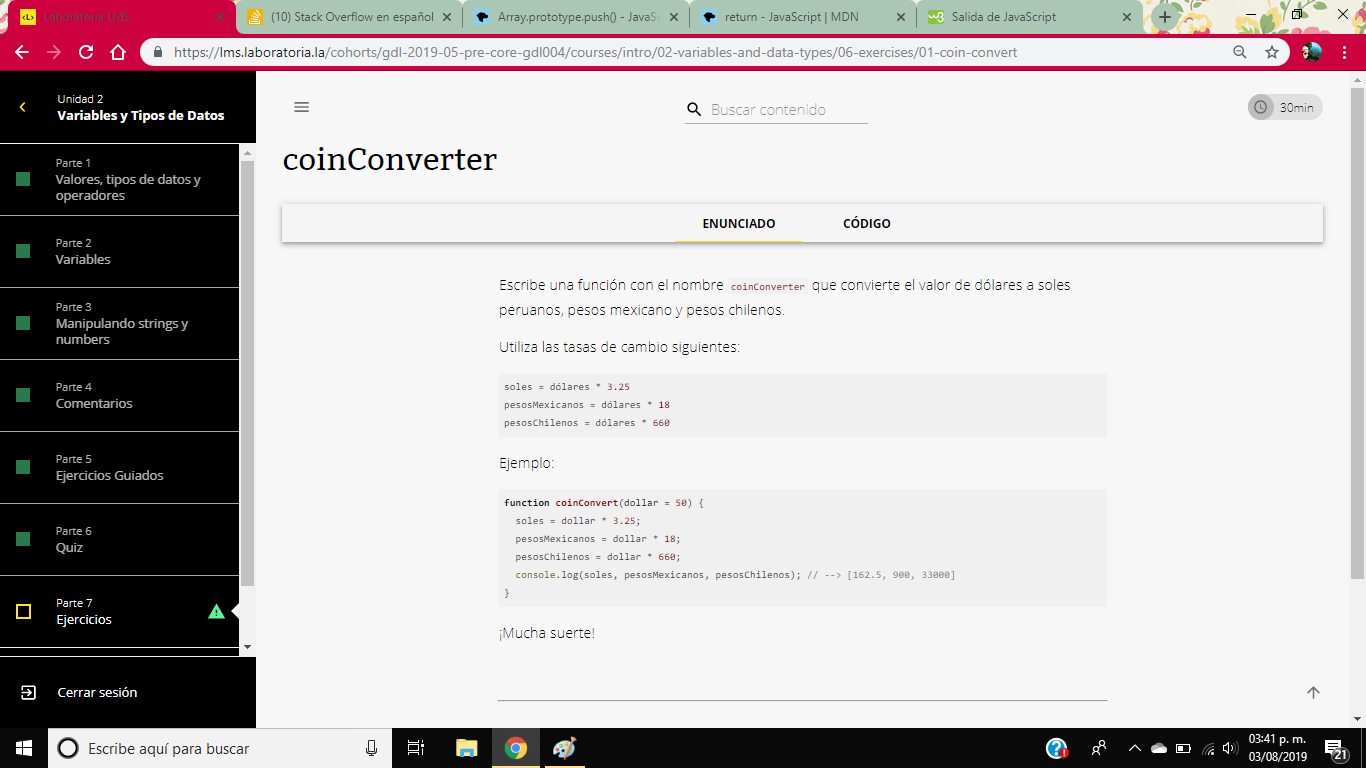 Laboratoria LMS
(10) Stack Overflow en español
Array.prototype.push() - JavaSc
return - JavaScript | MDN
Salida de JavaScript
https://lms.laboratoria.la/cohorts/gdl-2019-05-pre-core-gdl004/courses/intro/02-variables-and-data-types/06-exercises/01-coin-convert
Unidad 2
Variables y Tipos de Datos
Parte 1
Valores, tipos de datos y
operadores
Parte 2
Variables
Parte 3
Manipulando strings y
numbers
Parte 4
Comentarios
Parte 5
Ejercicios Guiados
Parte 6
Quiz
Parte 7
Ejercicios
Cerrar sesión
Buscar contenido
30min
coinConverter
ENUNCIADO
CÓDIGO
Escribe una función con el nombre coinConverter que convierte el valor de dólares a soles
peruanos, pesos mexicano y pesos chilenos.
Utiliza las tasas de cambio siguientes:
soles = dólares * 3.25
pesosMexicanos = dólares * 18
pesosChilenos = dólares * 660
Ejemplo:
function coinConvert(dollar = 50) {
soles = dollar * 3.25;
pesosMexicanos = dollar * 18;
pesosChilenos = dollar * 660;
console.log(soles, pesosMexicanos, pesosChilenos); // --> [162.5, 900, 33000]
}
¡Mucha suerte!
Escribe aquí para buscar
03:41 p. m.
03/08/2019
21